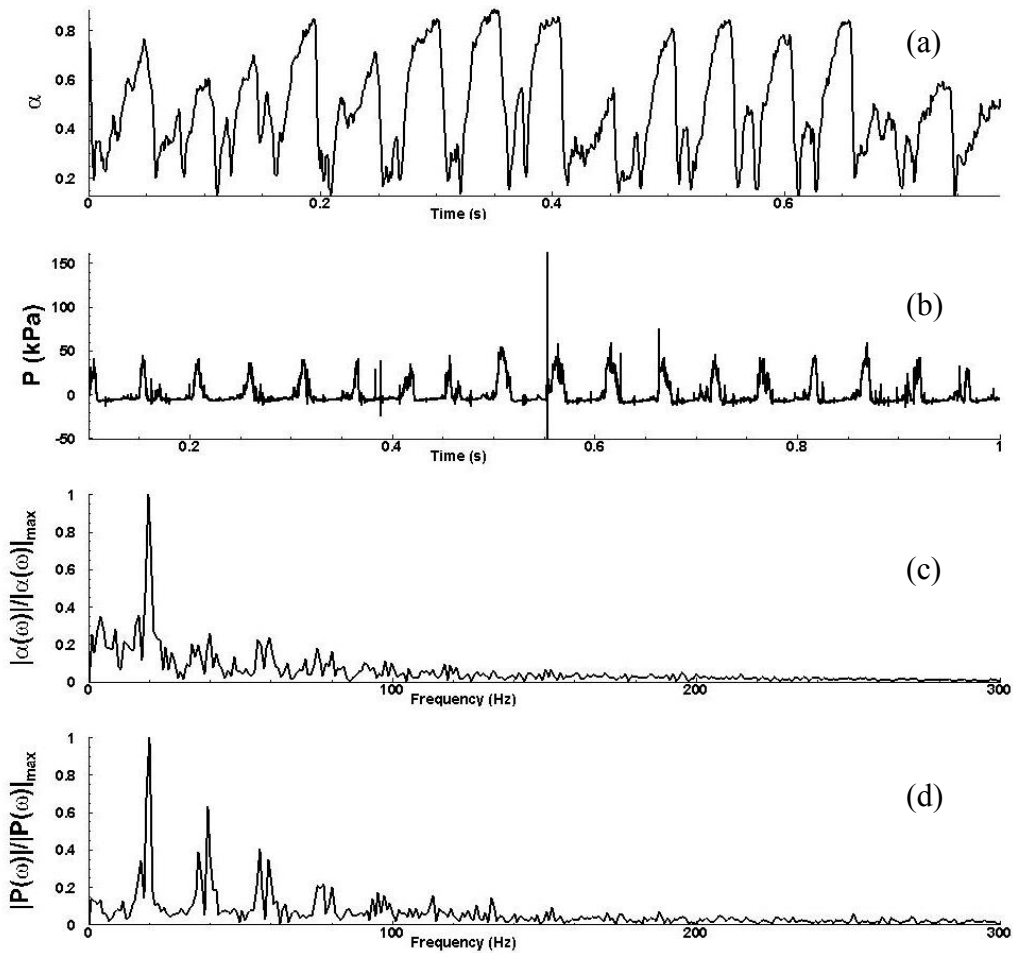 (a)
0.8
0.6
α
0.4
0.2
0 0.2 0.4 0.6
Time (s)
(b)
150
100
P (kPa)
50
0
-50
0.2 0.4 0.6 0.8 1
Time (s)
(c)
1
0.8
|α(ω)|/|α(ω)|max
0.6
0.4
0.2
0
0 100 200 300
Frequency (Hz)
(d)
1
0.8
|P(ω)|/|P(ω)|max
0.6
0.4
0.2
0
0 100 200 300
Frequency (Hz)